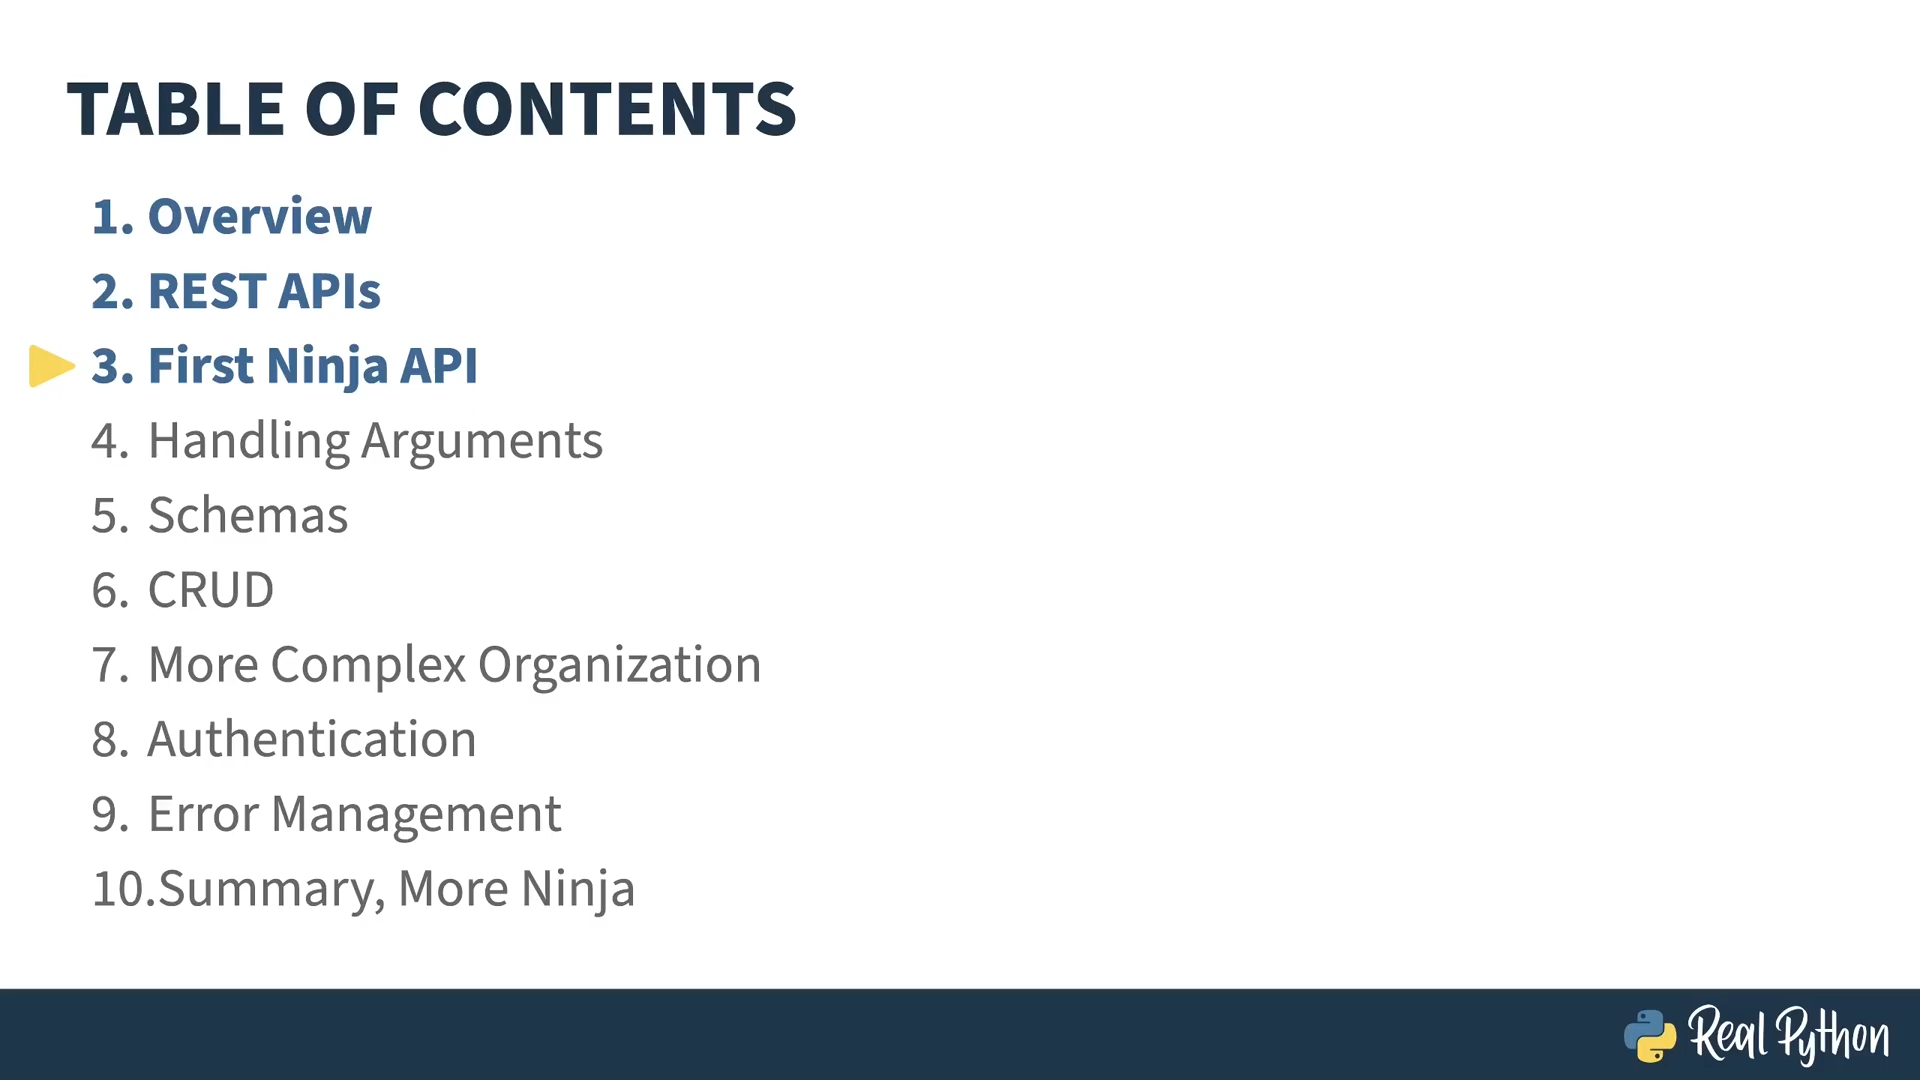 TABLE OF CONTENTS
1. Overview
2. REST APIs
3. First Ninja API
4. Handling Arguments
5. Schemas
6. CRUD
7. More Complex Organization
8. Authentication
9. Error Management
10.Summary, More Ninja
Real Python